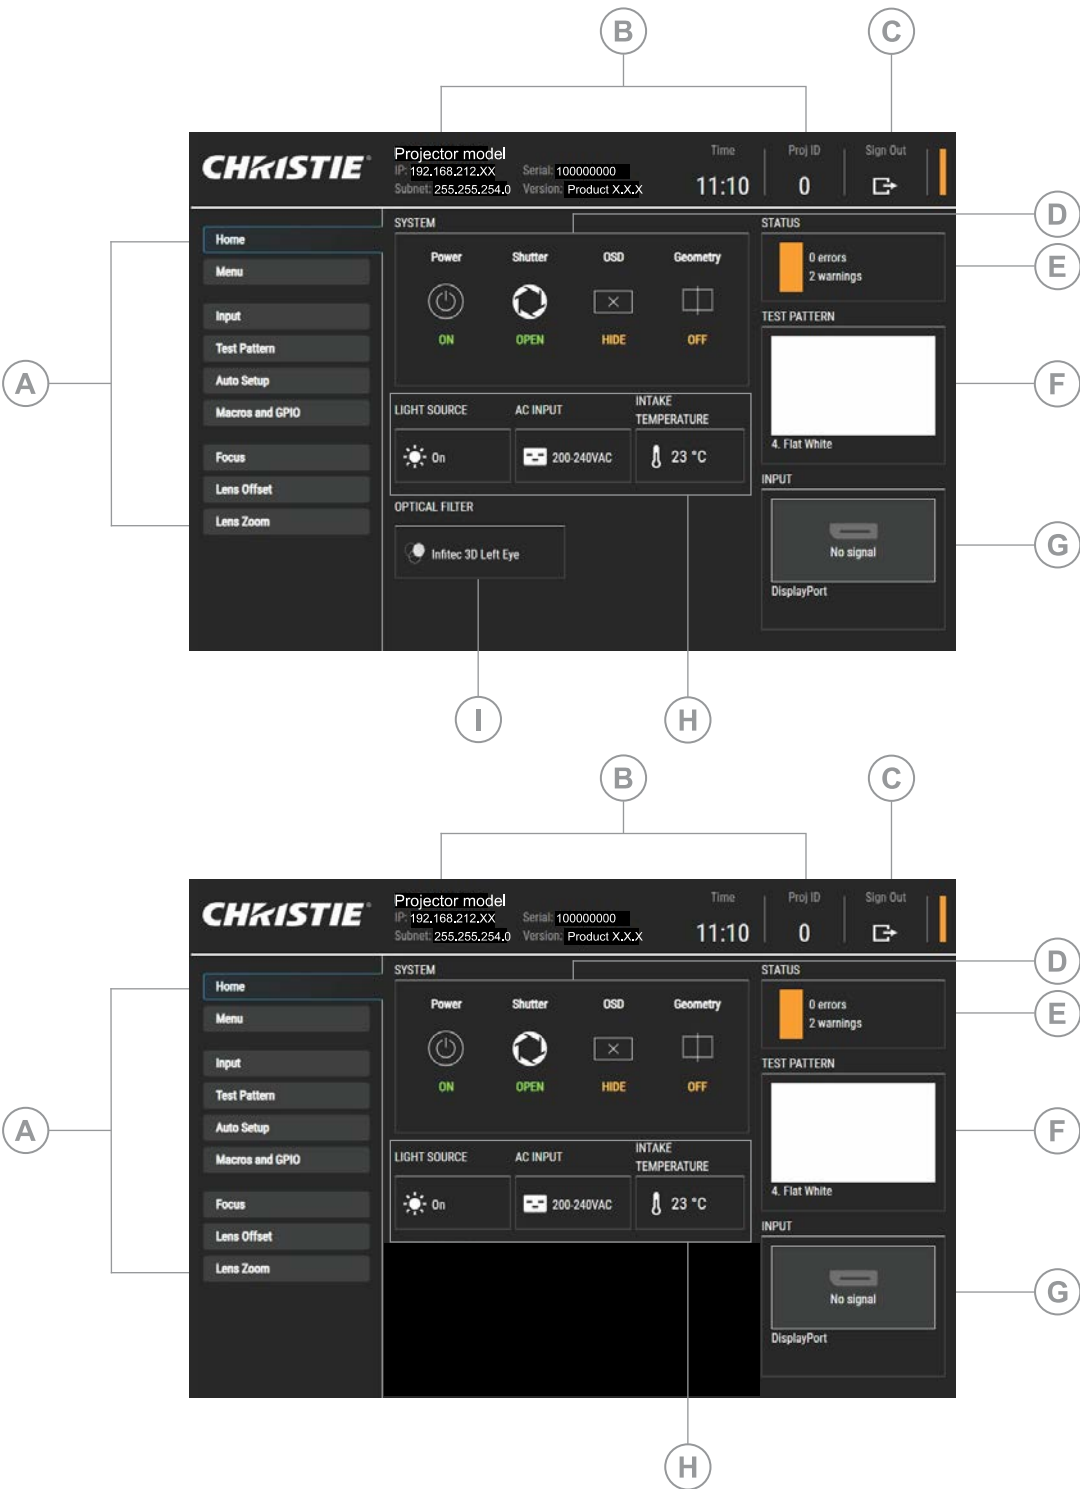 B
C
CHRISTIE®
Projector model
IP: 192.168.212.XX Serial: 100000000
Subnet: 255.255.254.0 Version: Product X.X.X
Time
11:10
Proj ID
0
Sign Out
A
Home
Menu
Input
Test Pattern
Auto Setup
Macros and GPIO
Focus
Lens Offset
Lens Zoom
SYSTEM
Power Shutter OSD Geometry
ON OPEN HIDE OFF
LIGHT SOURCE
On
AC INPUT
200-240VAC
INTAKE
TEMPERATURE
23 °C
OPTICAL FILTER
Infitec 3D Left Eye
D
STATUS
0 errors
2 warnings
E
TEST PATTERN
4. Flat White
F
INPUT
No signal
DisplayPort
G
I
H
B
C
CHRISTIE®
Projector model
IP: 192.168.212.XX Serial: 100000000
Subnet: 255.255.254.0 Version: Product X.X.X
Time
11:10
Proj ID
0
Sign Out
A
Home
Menu
Input
Test Pattern
Auto Setup
Macros and GPIO
Focus
Lens Offset
Lens Zoom
SYSTEM
Power Shutter OSD Geometry
ON OPEN HIDE OFF
LIGHT SOURCE
On
AC INPUT
200-240VAC
INTAKE
TEMPERATURE
23 °C
D
STATUS
0 errors
2 warnings
E
TEST PATTERN
4. Flat White
F
INPUT
No signal
DisplayPort
G
H